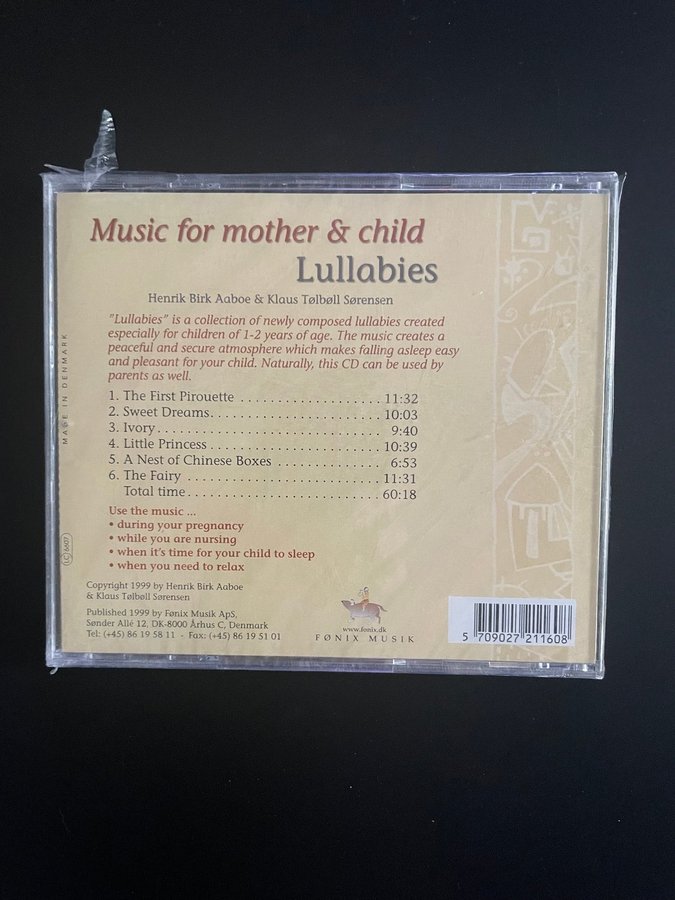 Music for mother & child
Lullabies
Henrik Birk Aaboe & Klaus Tølbøll Sørensen
"Lullabies" is a collection of newly composed lullabies created
especially for children of 1-2 years of age. The music creates a
peaceful and secure atmosphere which makes falling asleep easy
and pleasant for your child. Naturally, this CD can be used by
parents as well.
1. The First Pirouette . . . . . . . . . . . . . . . . . . . 11:32
2. Sweet Dreams. . . . . . . . . . . . . . . . . . . . . . 10:03
3. Ivory. . . . . . . . . . . . . . . . . . . . . . . . . . . . . 9:40
4. Little Princess . . . . . . . . . . . . . . . . . . . . . . 10:39
5. A Nest of Chinese Boxes . . . . . . . . . . . . . 6:53
6. The Fairy . . . . . . . . . . . . . . . . . . . . . . . . . 11:31
Total time . . . . . . . . . . . . . . . . . . . . . . . . . 60:18
Use the music ...
• during your pregnancy
• while you are nursing
• when it's time for your child to sleep
• when you need to relax
Copyright 1999 by Henrik Birk Aaboe
& Klaus Tølbøll Sørensen
Published 1999 by Fønix Musik ApS,
Sønder Allé 12, DK-8000 Århus C, Denmark
Tel: (+45) 86 19 58 11 - Fax: (+45) 86 19 51 01
www.fonix.dk
FØNIX MUSIK
5 709027 211608
MADE IN DENMARK
LC 6607